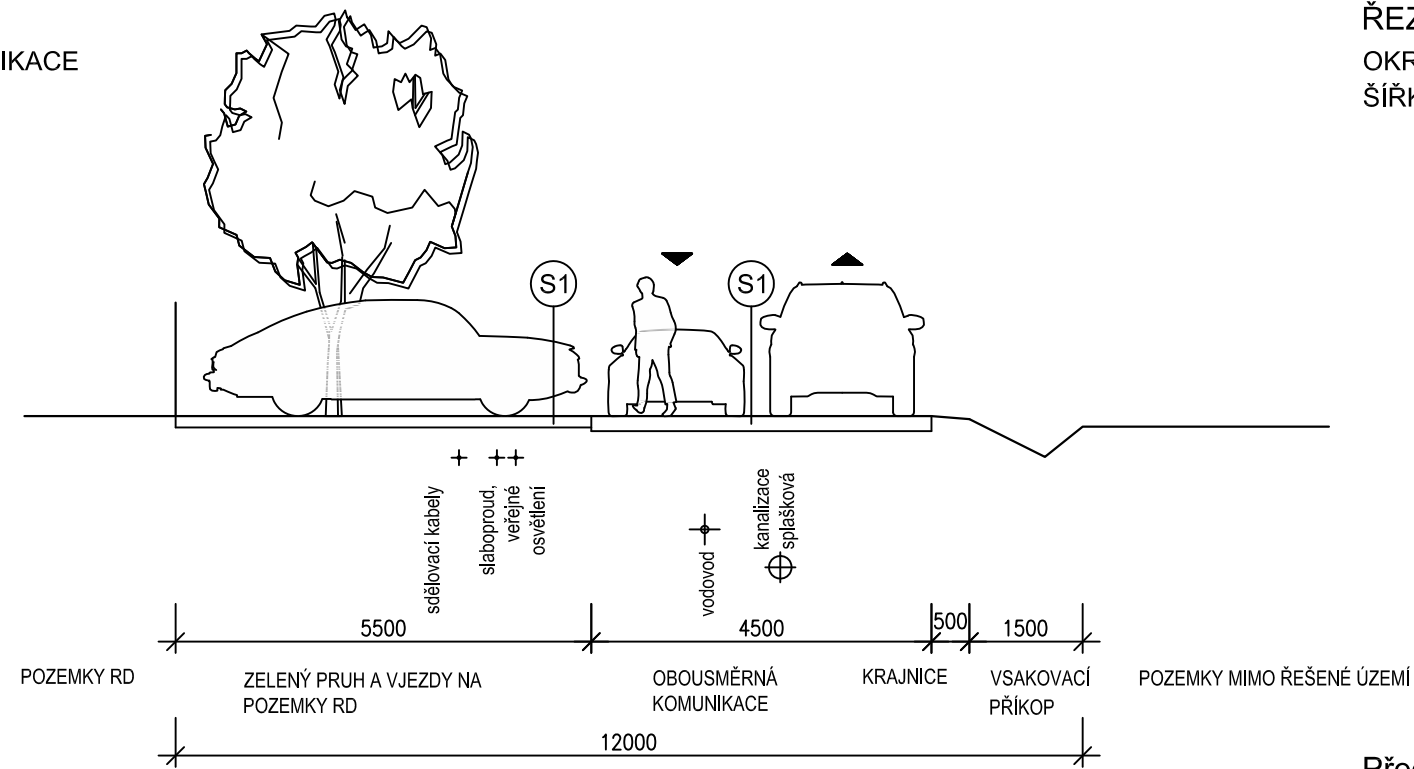 IKACE
ŘEZ
OKR
ŠÍŘK
S1
S1
sdělovací kabely
slaboproud,
veřejné
osvětlení
vodovod
kanalizace
splašková
5500
4500
500
1500
POZEMKY RD
ZELENÝ PRUH A VJEZDY NA
POZEMKY RD
OBOUSMĚRNÁ
KOMUNIKACE
KRAJNICE
VSAKOVACÍ
PŘÍKOP
POZEMKY MIMO ŘEŠENÉ ÚZEMÍ
12000